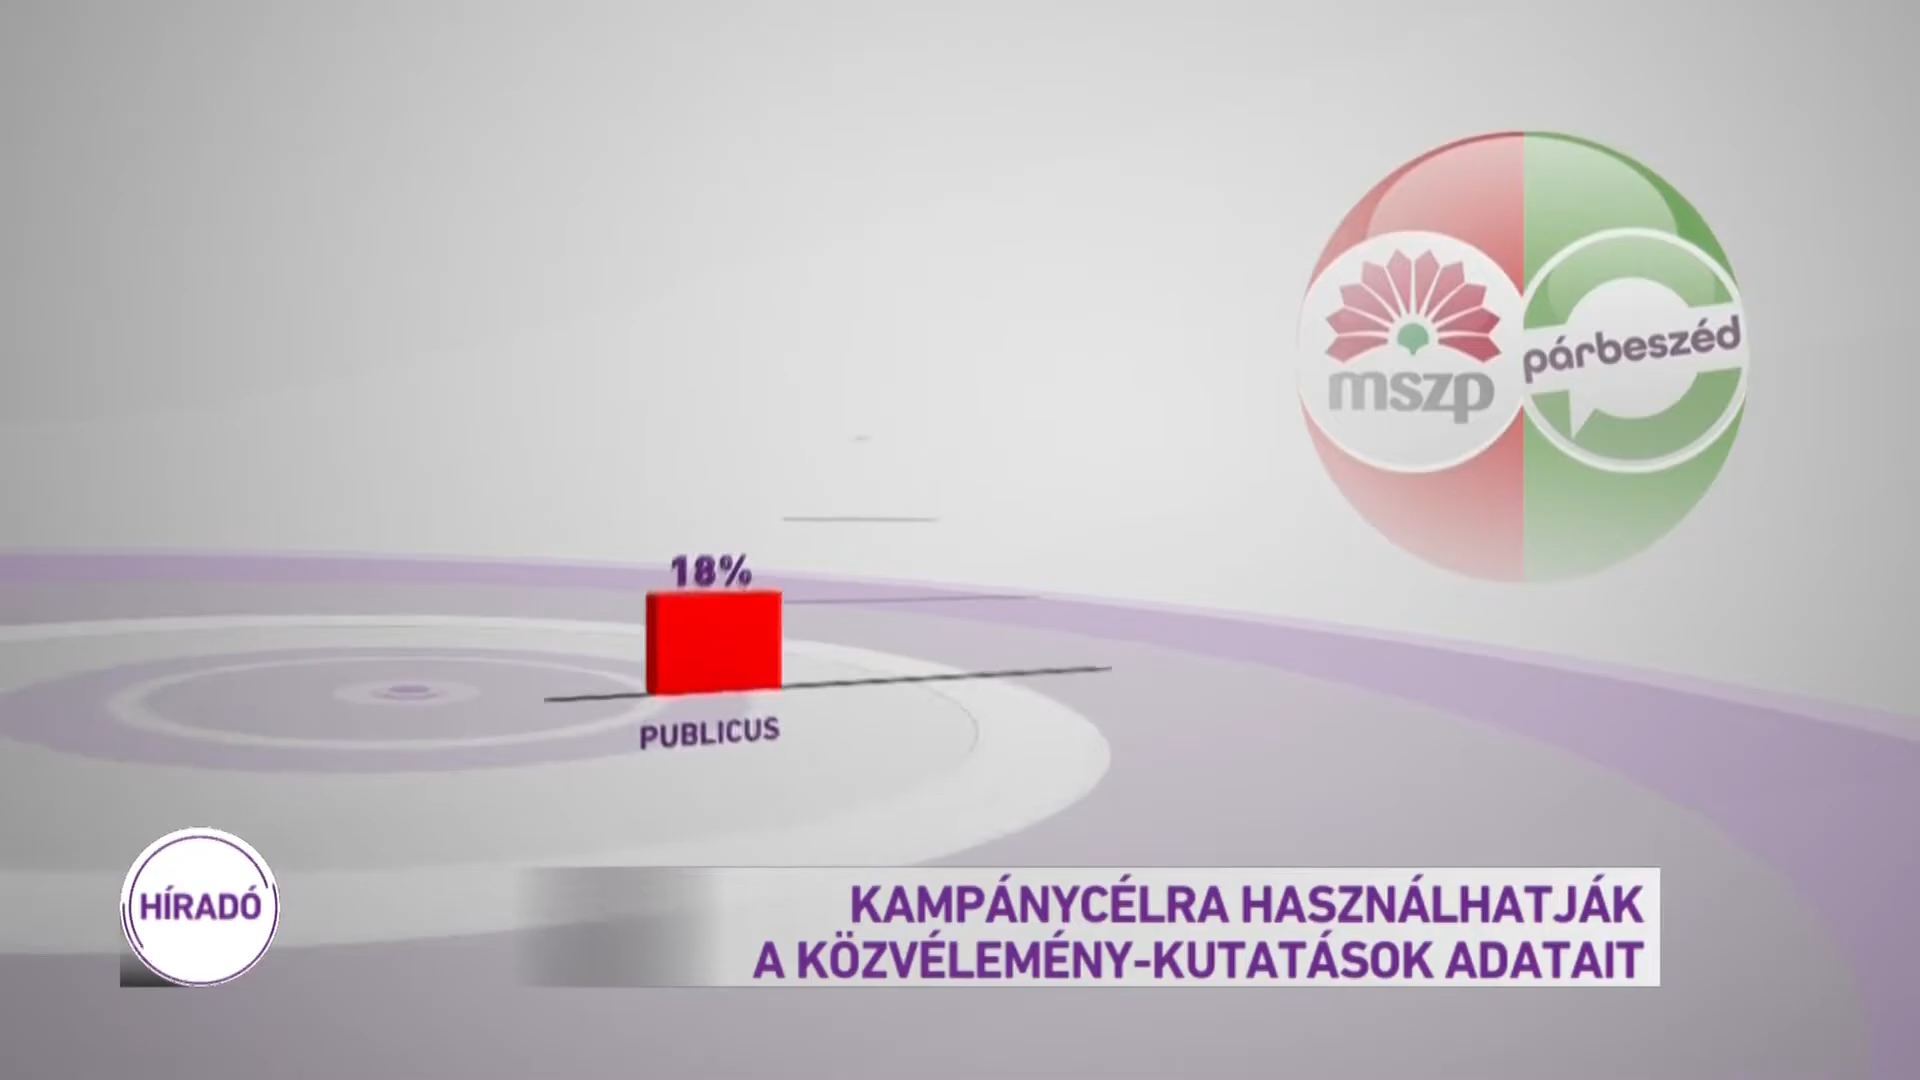 mszp
párbeszéd
18%
PUBLICUS
HÍRADÓ
KAMPÁNYCÉLRA HASZNÁLHATJÁK
A KÖZVÉLEMÉNY-KUTATÁSOK ADATAIT